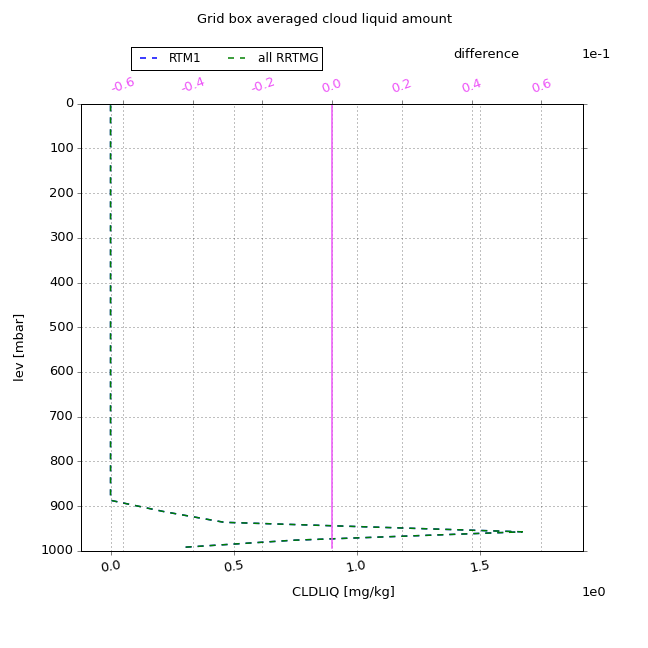 Grid box averaged cloud liquid amount
RTM1 all RRTMG
difference 1e-1
-0.6 -0.4 -0.2 0.0 0.2 0.4 0.6
0
100
200
300
400
500
600
700
800
900
1000
lev [mbar]
0.0 0.5 1.0 1.5
CLDLIQ [mg/kg] 1e0